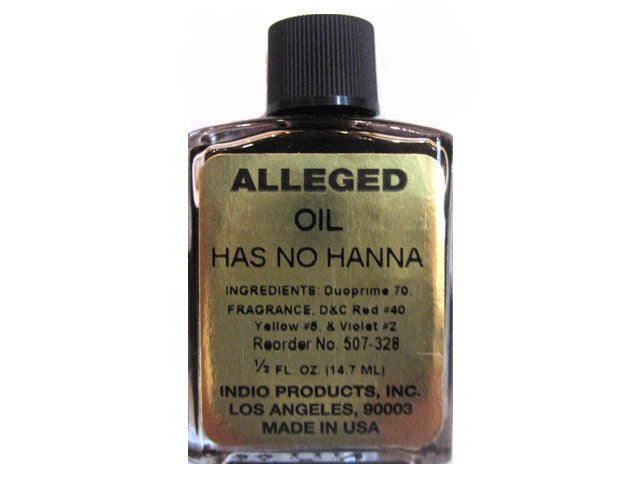 ALLEGED
OIL
HAS NO HANNA
INGREDIENTS: Duoprime 70,
FRAGRANCE, D&C Red #40
Yellow #6, & Violet #2
Reorder No. 507-328
½ FL. OZ. (14.7 ML)
INDIO PRODUCTS, INC.
LOS ANGELES, 90003
MADE IN USA